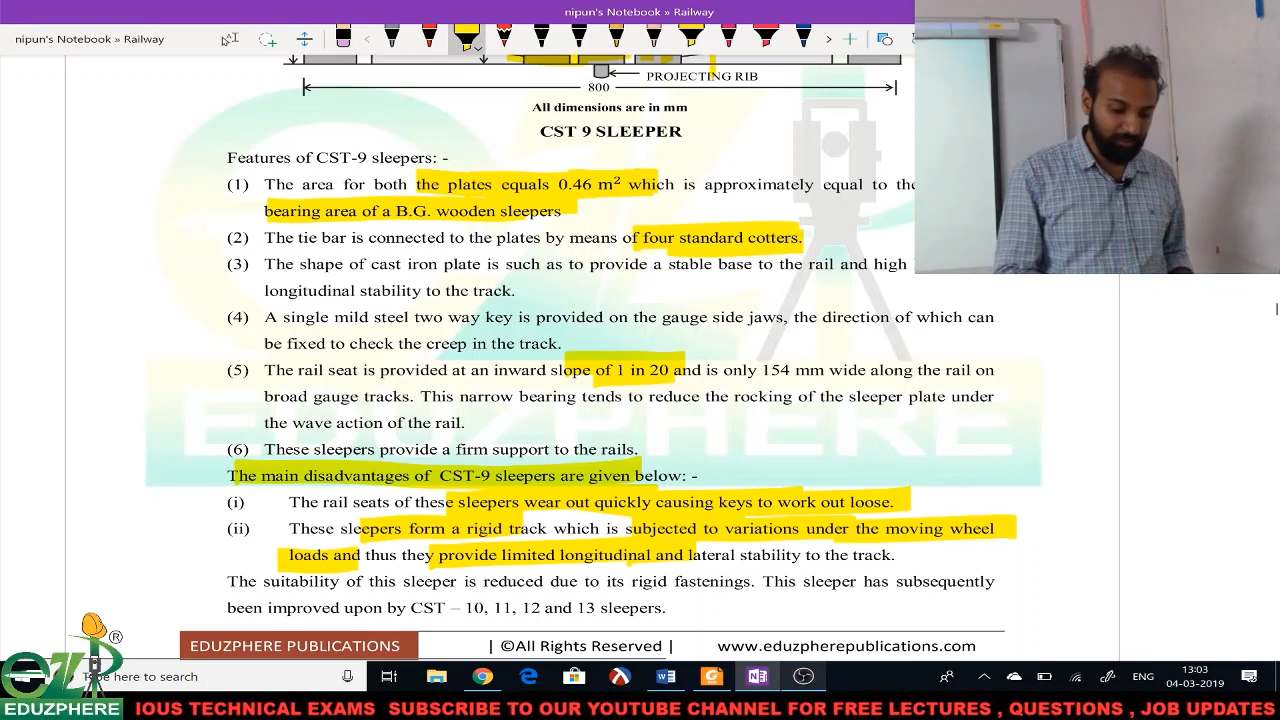 nipun's Notebook » Railway
nipun's Notebook » Railway
PROJECTING RIB
800
All dimensions are in mm
CST 9 SLEEPER
Features of CST-9 sleepers: -
(1) The area for both the plates equals 0.46 m² which is approximately equal to the
bearing area of a B.G. wooden sleepers
(2) The tie bar is connected to the plates by means of four standard cotters.
(3) The shape of cast iron plate is such as to provide a stable base to the rail and high
longitudinal stability to the track.
(4) A single mild steel two way key is provided on the gauge side jaws, the direction of which can
be fixed to check the creep in the track.
(5) The rail seat is provided at an inward slope of 1 in 20 and is only 154 mm wide along the rail on
broad gauge tracks. This narrow bearing tends to reduce the rocking of the sleeper plate under
the wave action of the rail.
(6) These sleepers provide a firm support to the rails.
The main disadvantages of CST-9 sleepers are given below: -
(i) The rail seats of these sleepers wear out quickly causing keys to work out loose.
(ii) These sleepers form a rigid track which is subjected to variations under the moving wheel
loads and thus they provide limited longitudinal and lateral stability to the track.
The suitability of this sleeper is reduced due to its rigid fastenings. This sleeper has subsequently
been improved upon by CST – 10, 11, 12 and 13 sleepers.
EDUZPHERE PUBLICATIONS | ©All Rights Reserved | www.eduzpherepublications.com
EDUZPHERE
here to search
ENG
13:03
04-03-2019
EDUZPHERE
IOUS TECHNICAL EXAMS SUBSCRIBE TO OUR YOUTUBE CHANNEL FOR FREE LECTURES , QUESTIONS , JOB UPDATES